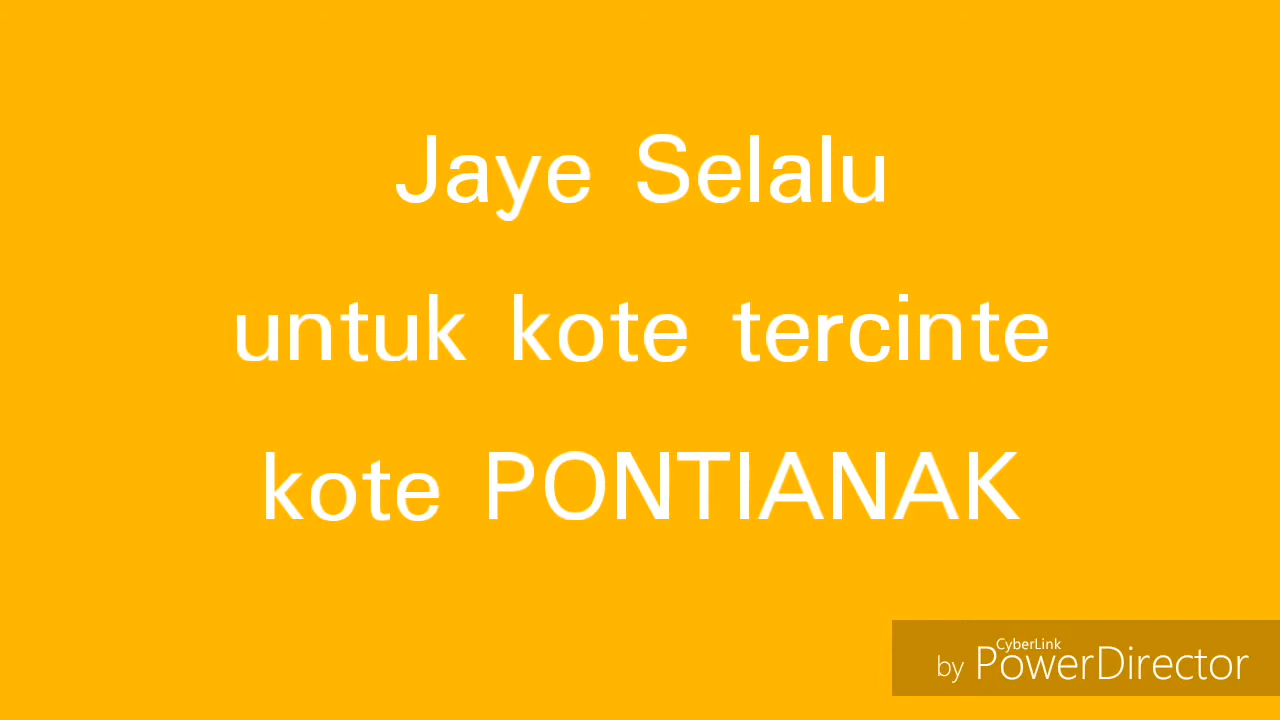 Jaye Selalu
untuk kote tercinte
kote PONTIANAK
CyberLink
by PowerDirector